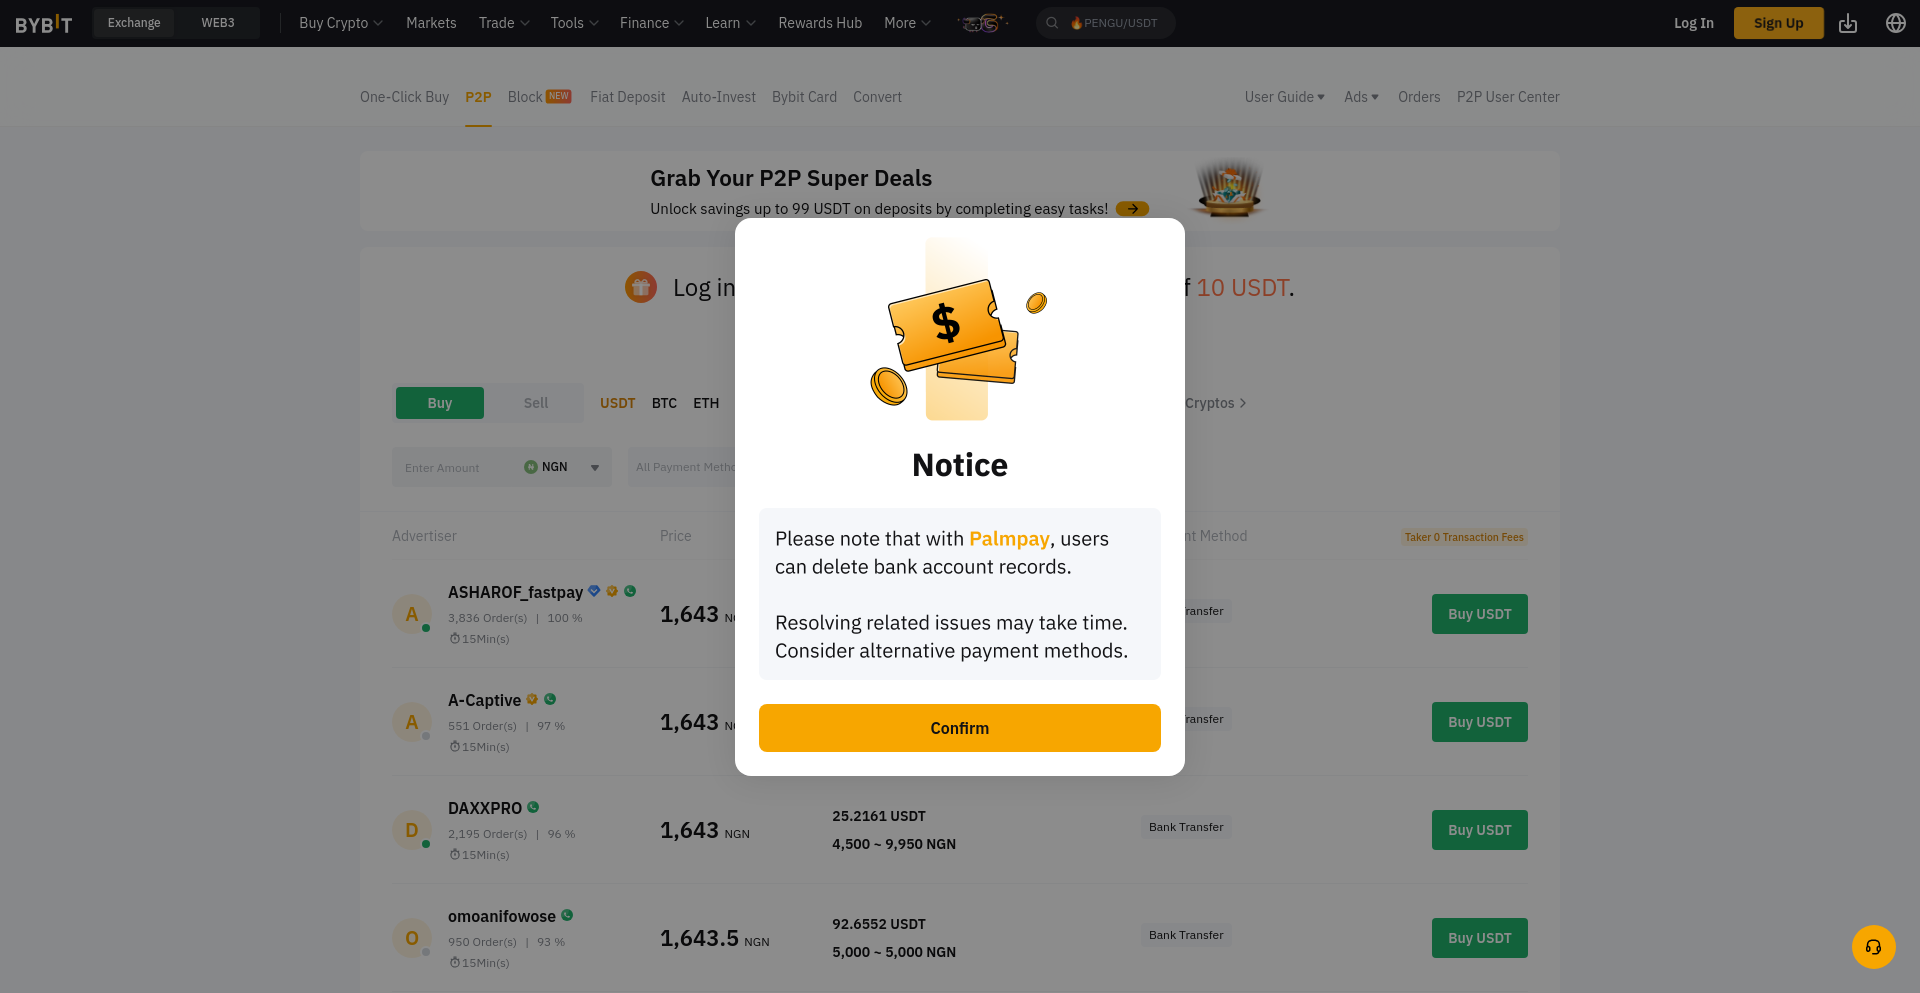 BYBIT
Exchange
WEB3
Buy Crypto
Markets
Trade
Tools
Finance
Learn
Rewards Hub
More
PENGU/USDT
Log In
Sign Up
One-Click Buy
P2P
Block NEW
Fiat Deposit
Auto-Invest
Bybit Card
Convert
User Guide
Ads
Orders
P2P User Center
Grab Your P2P Super Deals
Unlock savings up to 99 USDT on deposits by completing easy tasks!
Log in
10 USDT.
Buy
Sell
USDT
BTC
ETH
Cryptos
Enter Amount
NGN
All Payment
$
Notice
Please note that with Palmpay, users
can delete bank account records.
Resolving related issues may take time.
Consider alternative payment methods.
Confirm
Advertiser
Price
Method
Taker 0 Transaction Fees
A
ASHAROF_fastpay
3,836 Order(s) | 100 %
15Min(s)
1,643
Buy USDT
A
A-Captive
551 Order(s) | 97 %
15Min(s)
1,643
Buy USDT
D
DAXXPRO
2,195 Order(s) | 96 %
15Min(s)
1,643 NGN
25.2161 USDT
4,500 ~ 9,950 NGN
Bank Transfer
Buy USDT
O
omoanifowose
950 Order(s) | 93 %
15Min(s)
1,643.5 NGN
92.6552 USDT
5,000 ~ 5,000 NGN
Bank Transfer
Buy USDT